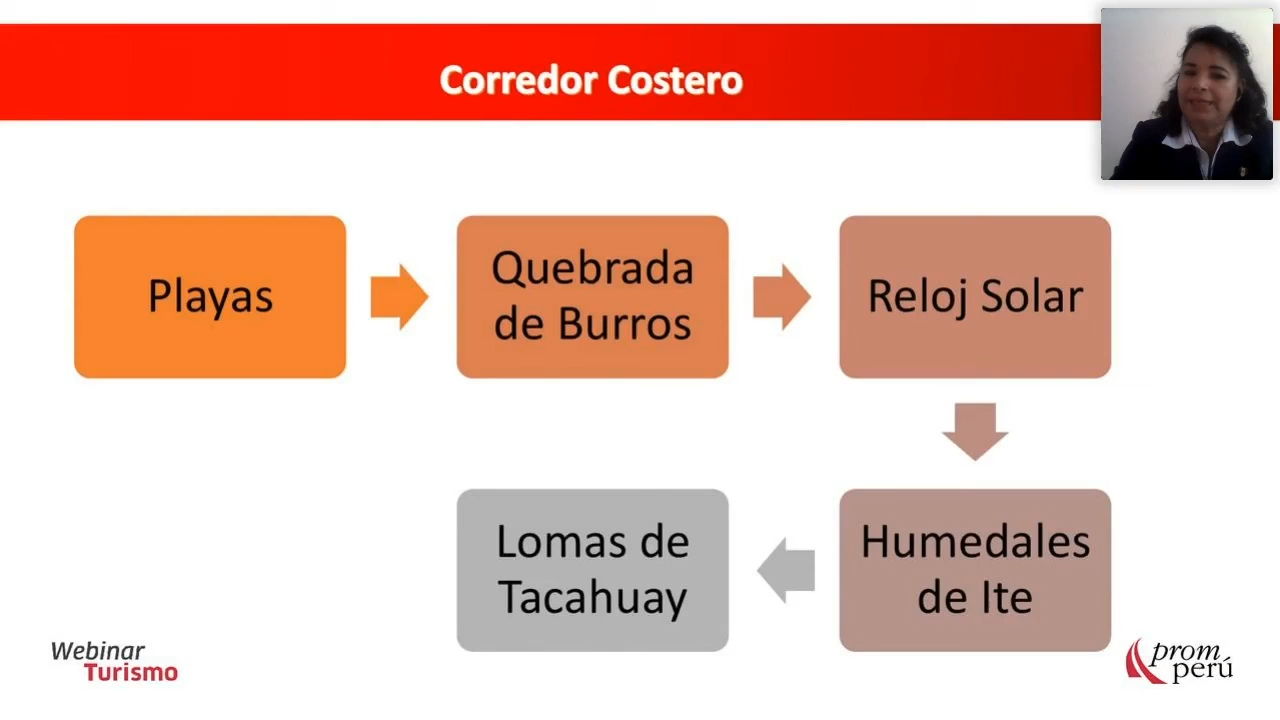 Corredor Costero
Playas
Quebrada
de Burros
Reloj Solar
Humedales
de Ite
Lomas de
Tacahuay
Webinar
Turismo
prom
perú